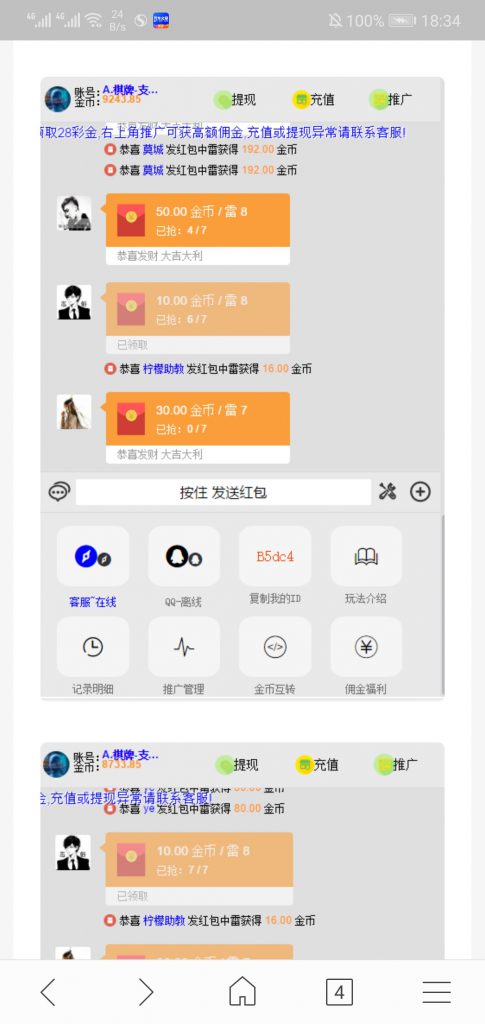 4G 4G 24 B/s 100% 18:34
账号: A.棋牌-支...
金币: 9243.85
提现 充值 推广
领取28彩金,右上角推广可获高额佣金,充值或提现异常请联系客服!
恭喜 莫城 发红包中雷获得 192.00 金币
恭喜 莫城 发红包中雷获得 192.00 金币
50.00 金币 / 雷 8
已抢: 4 / 7
恭喜发财 大吉大利
10.00 金币 / 雷 8
已抢: 6 / 7
已领取
恭喜 柠檬助教 发红包中雷获得 16.00 金币
30.00 金币 / 雷 7
已抢: 0 / 7
恭喜发财 大吉大利
按住 发送红包
B5dc4
客服~在线 QQ-离线 复制我的ID 玩法介绍
记录明细 推广管理 金币互转 佣金福利
账号: A.棋牌-支...
金币: 8733.85
提现 充值 推广
金,充值或提现异常请联系客服!
恭喜 ye 发红包中雷获得 80.00 金币
10.00 金币 / 雷 8
已抢: 7 / 7
已领取
恭喜 柠檬助教 发红包中雷获得 16.00 金币
4